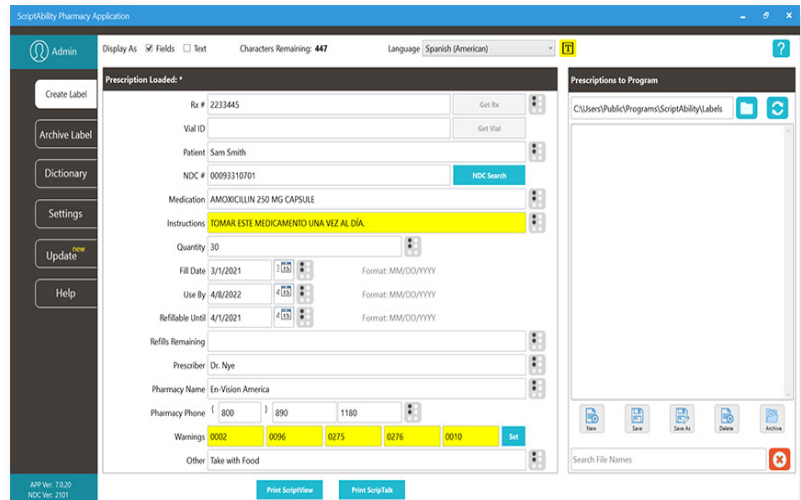 ScriptAbility Pharmacy Application
Admin
Display As Fields Text Characters Remaining: 447 Language Spanish (American) T ?
Create Label
Archive Label
Dictionary
Settings
Update new
Help
APP Ver: 7.0.20
NDC Ver: 2101
Prescription Loaded: *
Rx # 2233445 Get Rx
Vial ID Get Vial
Patient Sam Smith
NDC # 00093310701 NDC Search
Medication AMOXICILLIN 250 MG CAPSULE
Instructions TOMAR ESTE MEDICAMENTO UNA VEZ AL DÍA.
Quantity 30
Fill Date 3/1/2021 15 Format: MM/DD/YYYY
Use By 4/8/2022 15 Format: MM/DD/YYYY
Refillable Until 4/1/2021 15 Format: MM/DD/YYYY
Refills Remaining
Prescriber Dr. Nye
Pharmacy Name En-Vision America
Pharmacy Phone ( 800 ) 890 1180
Warnings 0002 0096 0275 0276 0010 Set
Other Take with Food
Print ScriptView Print ScripTalk
Prescriptions to Program
C:\Users\Public\Programs\ScriptAbility\Labels
New Save Save As Delete Archive
Search File Names